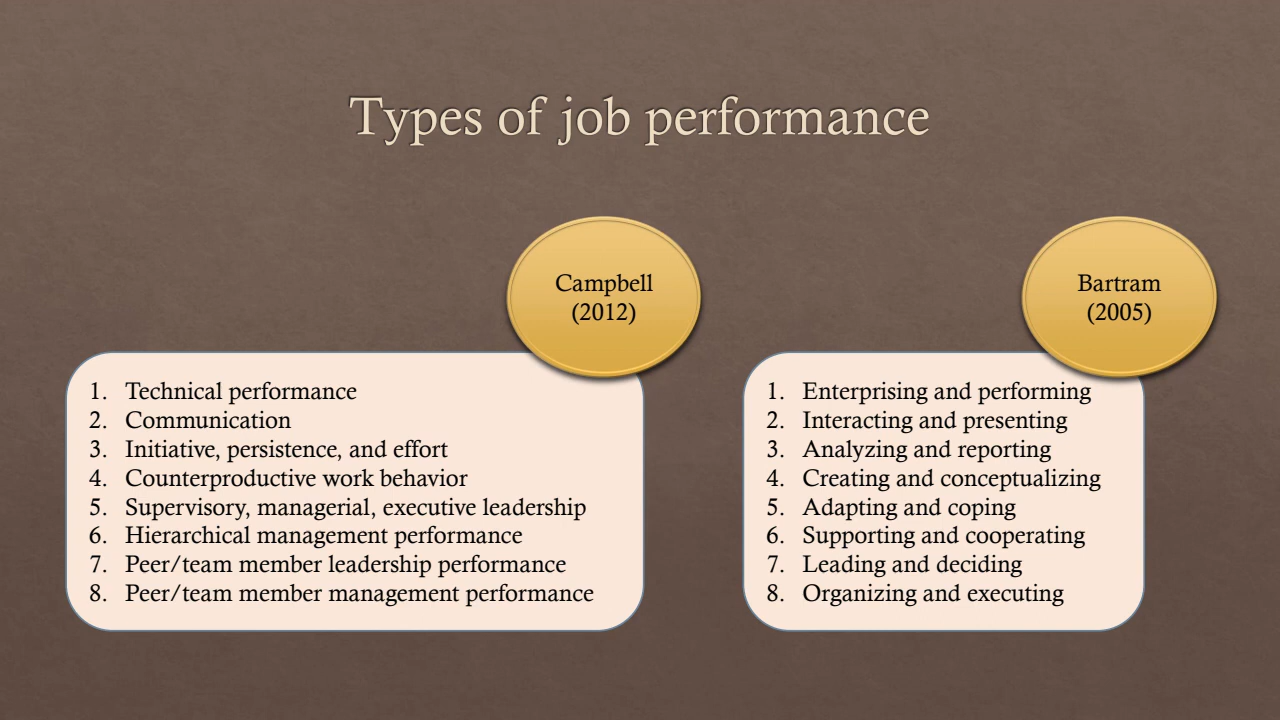 Types of job performance
Campbell
(2012)
1. Technical performance
2. Communication
3. Initiative, persistence, and effort
4. Counterproductive work behavior
5. Supervisory, managerial, executive leadership
6. Hierarchical management performance
7. Peer/team member leadership performance
8. Peer/team member management performance
Bartram
(2005)
1. Enterprising and performing
2. Interacting and presenting
3. Analyzing and reporting
4. Creating and conceptualizing
5. Adapting and coping
6. Supporting and cooperating
7. Leading and deciding
8. Organizing and executing